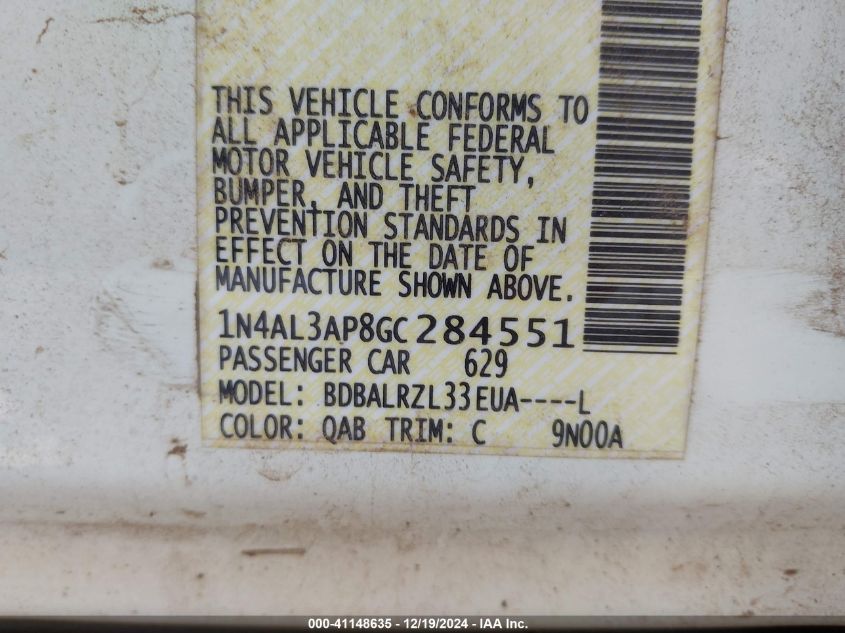 THIS VEHICLE CONFORMS TO
ALL APPLICABLE FEDERAL
MOTOR VEHICLE SAFETY,
BUMPER, AND THEFT
PREVENTION STANDARDS IN
EFFECT ON THE DATE OF
MANUFACTURE SHOWN ABOVE.
1N4AL3AP8GC284551
PASSENGER CAR 629
MODEL: BDBALRZL33EUA----L
COLOR: QAB TRIM: C 9N00A
000-41148635 - 12/19/2024 - IAA Inc.